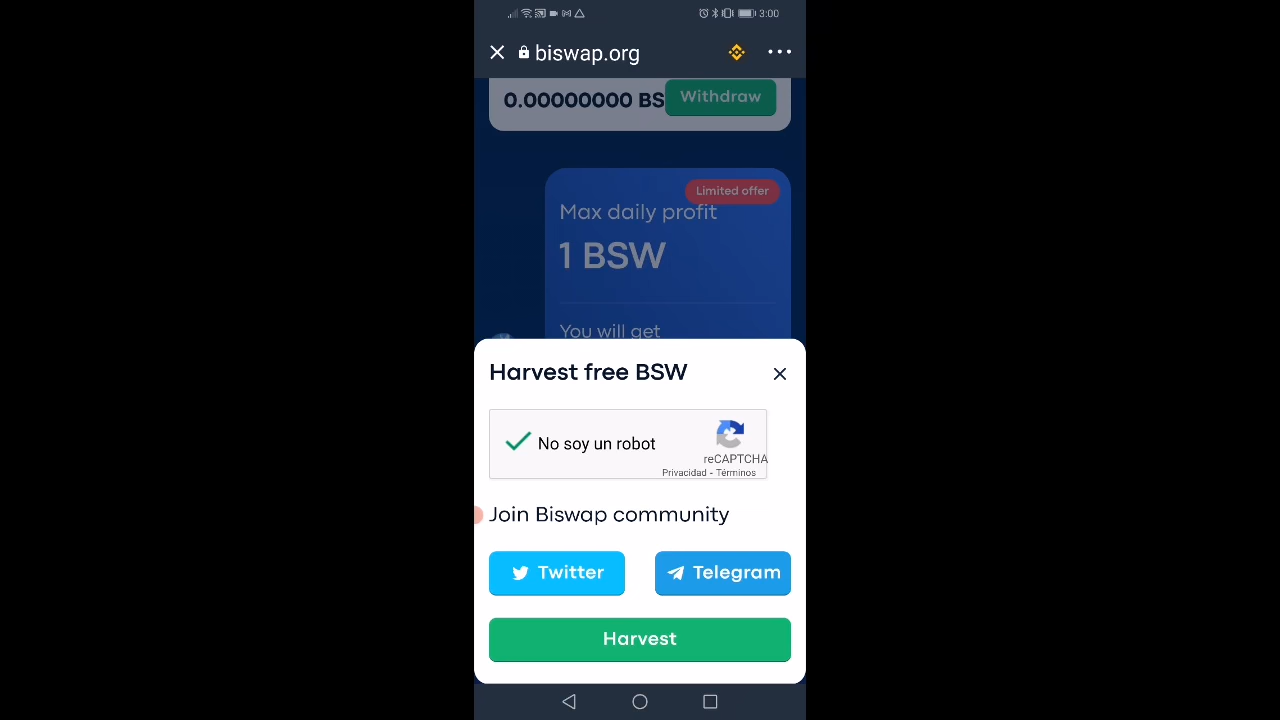 3:00
biswap.org
0.00000000 BS
Withdraw
Limited offer
Max daily profit
1 BSW
You will get
Harvest free BSW
No soy un robot
reCAPTCHA
Privacidad - Términos
Join Biswap community
Twitter
Telegram
Harvest